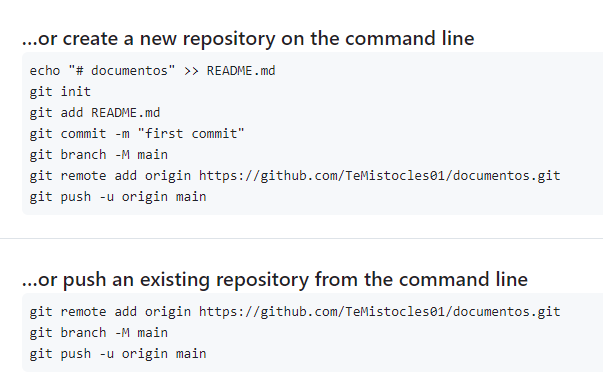 ...or create a new repository on the command line
echo "# documentos" >> README.md
git init
git add README.md
git commit -m "first commit"
git branch -M main
git remote add origin https://github.com/TeMistocles01/documentos.git
git push -u origin main
...or push an existing repository from the command line
git remote add origin https://github.com/TeMistocles01/documentos.git
git branch -M main
git push -u origin main